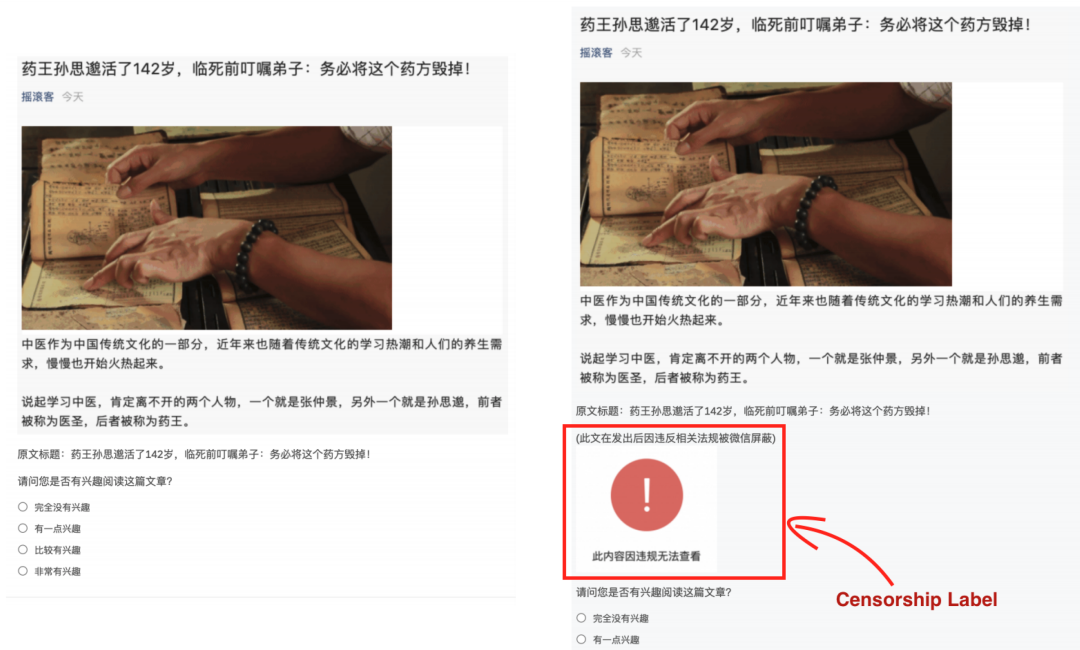 药王孙思邈活了142岁，临死前叮嘱弟子：务必将这个药方毁掉！
摇滚客 今天
中医作为中国传统文化的一部分，近年来也随着传统文化的学习热潮和人们的养生需
求，慢慢也开始火热起来。
说起学习中医，肯定离不开的两个人物，一个就是张仲景，另外一个就是孙思邈，前者
被称为医圣，后者被称为药王。
原文标题：药王孙思邈活了142岁，临死前叮嘱弟子：务必将这个药方毁掉！
请问您是否有兴趣阅读这篇文章?
完全没有兴趣
有一点兴趣
比较有兴趣
非常有兴趣
药王孙思邈活了142岁，临死前叮嘱弟子：务必将这个药方毁掉！
摇滚客 今天
中医作为中国传统文化的一部分，近年来也随着传统文化的学习热潮和人们的养生需
求，慢慢也开始火热起来。
说起学习中医，肯定离不开的两个人物，一个就是张仲景，另外一个就是孙思邈，前者
被称为医圣，后者被称为药王。
原文标题：药王孙思邈活了142岁，临死前叮嘱弟子：务必将这个药方毁掉！
(此文在发出后因违反相关法规被微信屏蔽)
!
此内容因违规无法查看
请问您是否有兴趣阅读这篇文章?
完全没有兴趣
有一点兴趣
Censorship Label